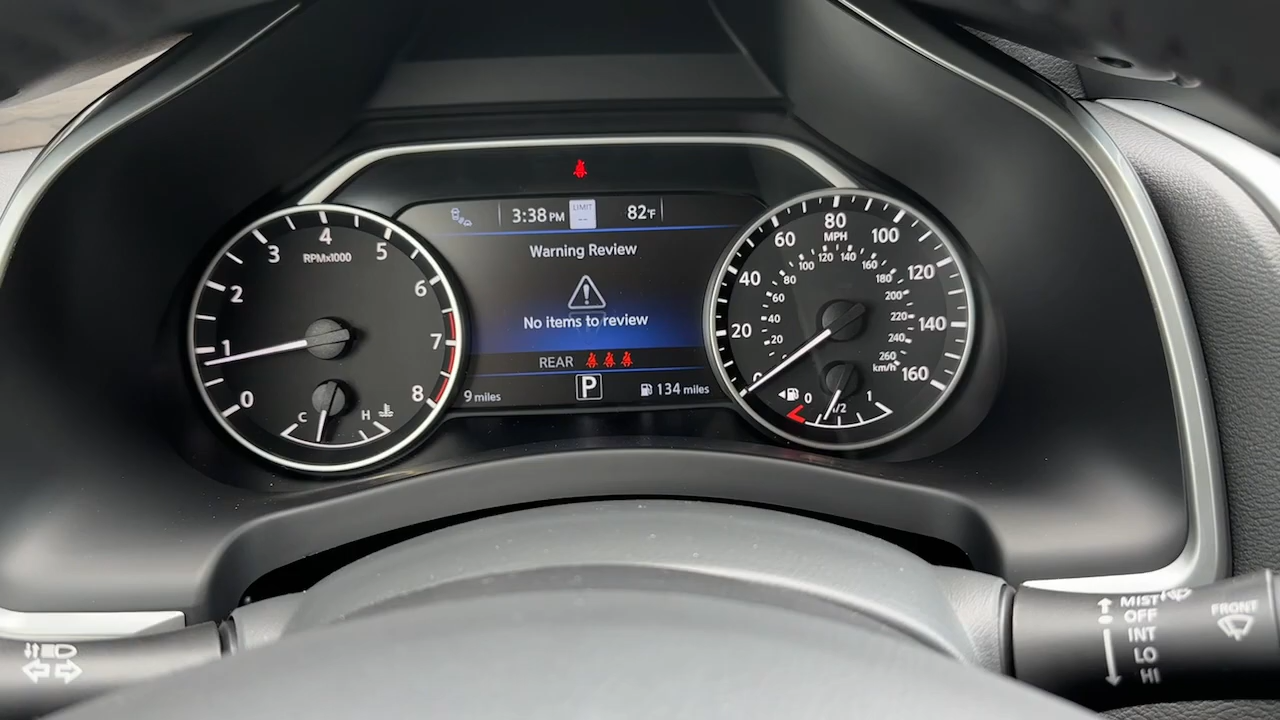 3:38 PM
LIMIT
--
82°F
Warning Review
No items to review
REAR
9 miles
P
134 miles
0
1
2
3
4
5
6
7
8
RPMx1000
C
H
0
20
40
60
80
100
120
140
160
MPH
20
40
60
80
100
120
140
160
180
200
220
240
260
km/h
0
1/2
1
MIST
OFF
INT
LO
HI
FRONT